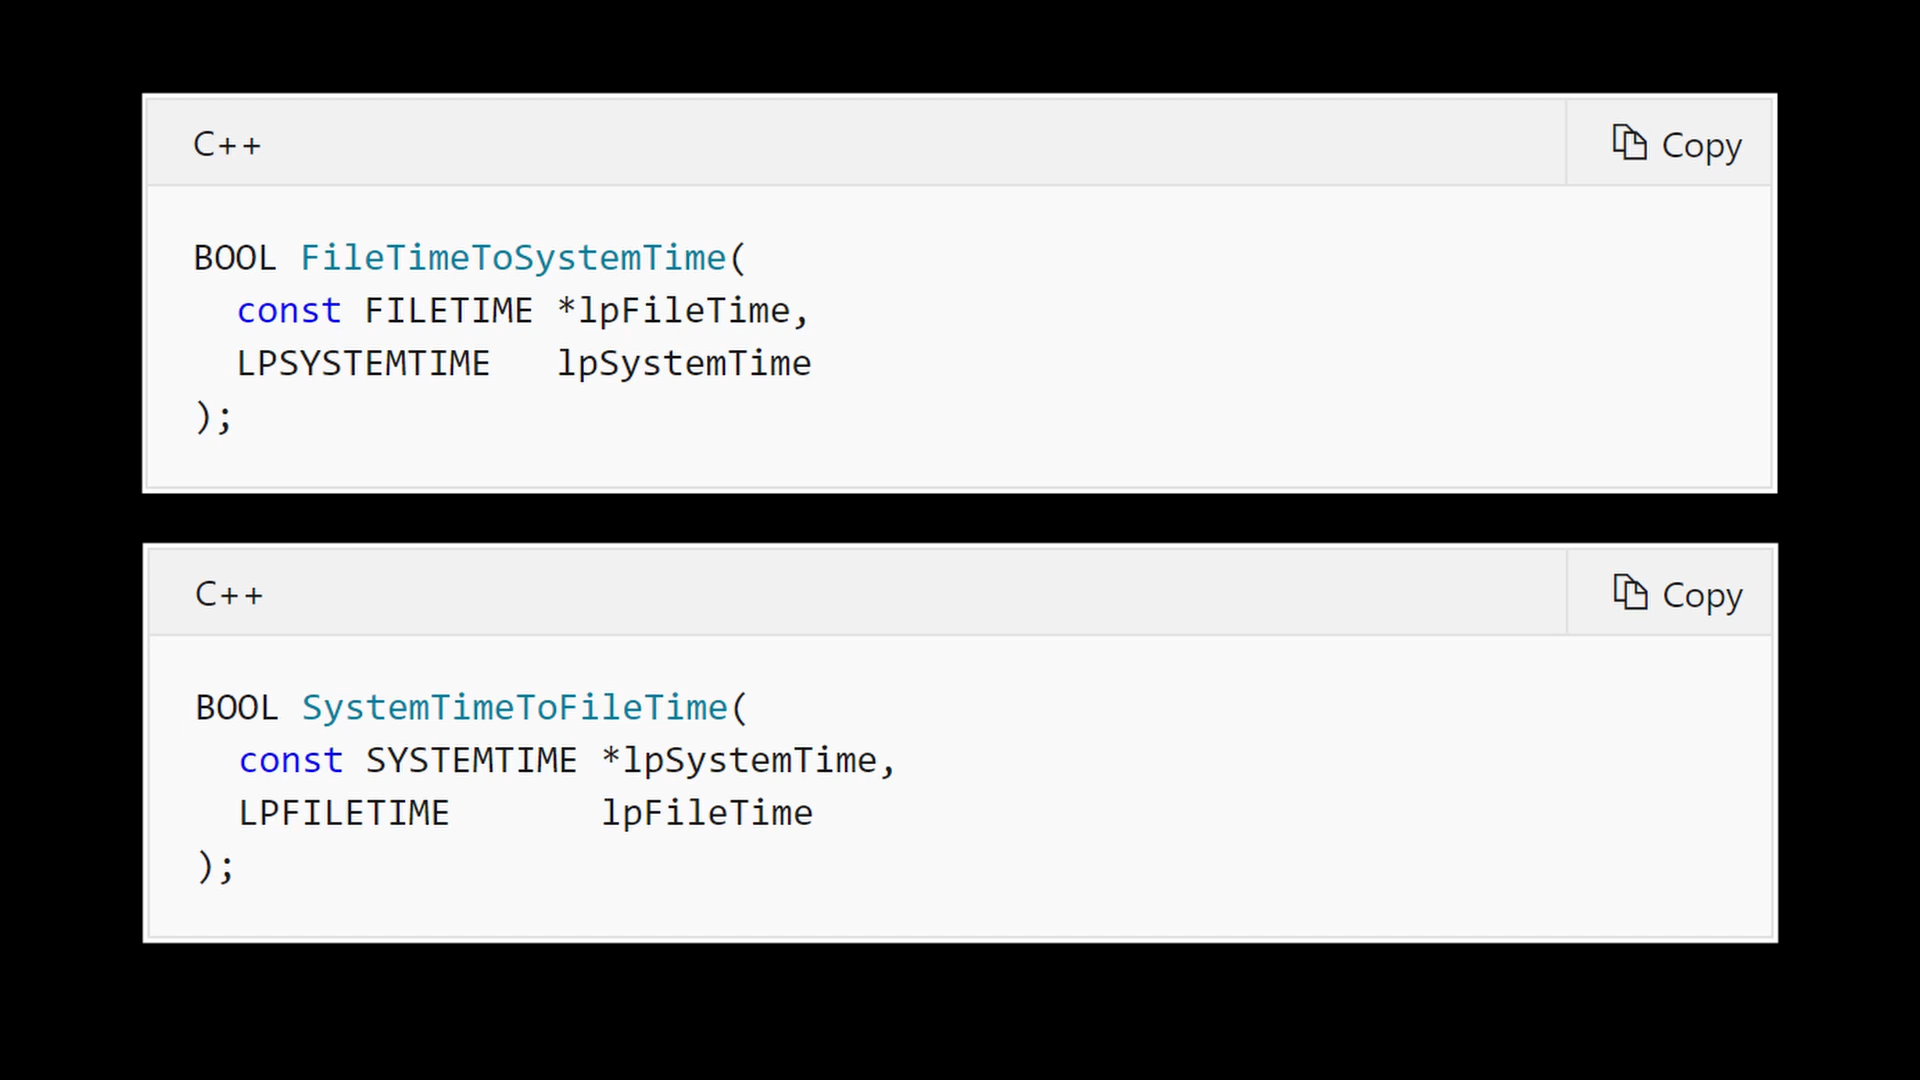 C++
Copy
BOOL FileTimeToSystemTime(
  const FILETIME *lpFileTime,
  LPSYSTEMTIME   lpSystemTime
);
C++
Copy
BOOL SystemTimeToFileTime(
  const SYSTEMTIME *lpSystemTime,
  LPFILETIME       lpFileTime
);